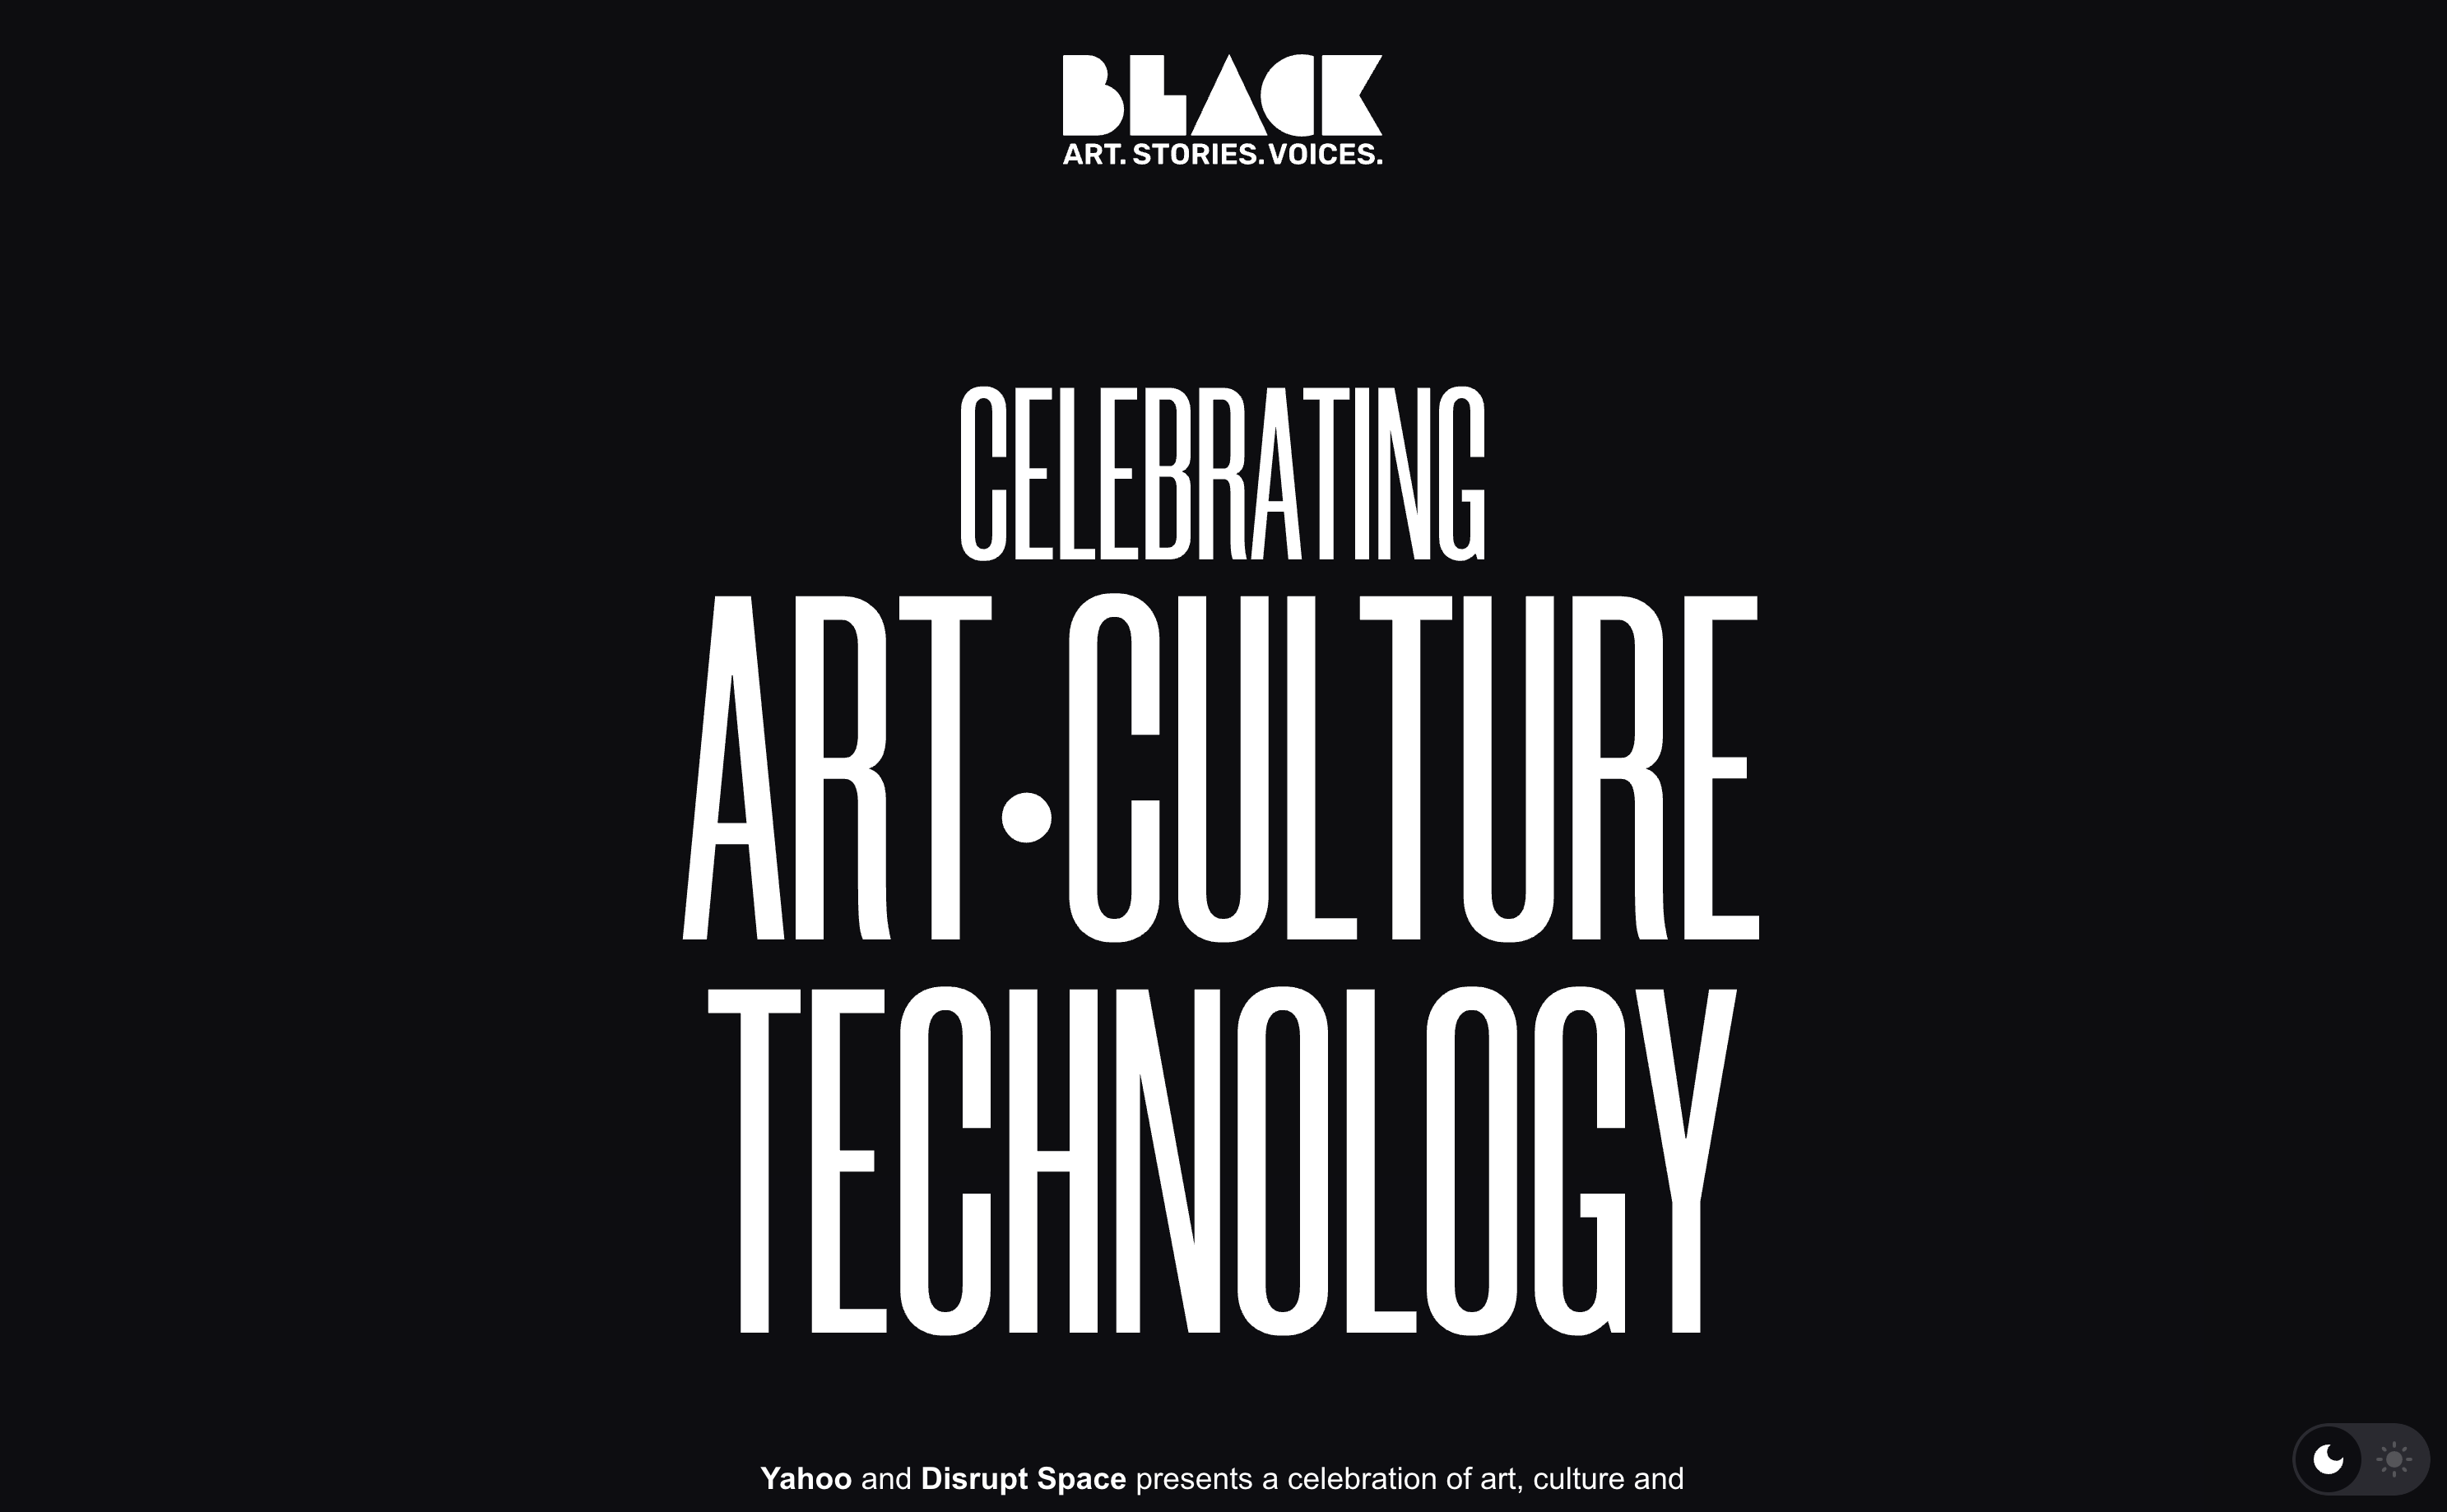 BLACK
ART. STORIES. VOICES.
CELEBRATING
ART•CULTURE
TECHNOLOGY
Yahoo and Disrupt Space presents a celebration of art, culture and